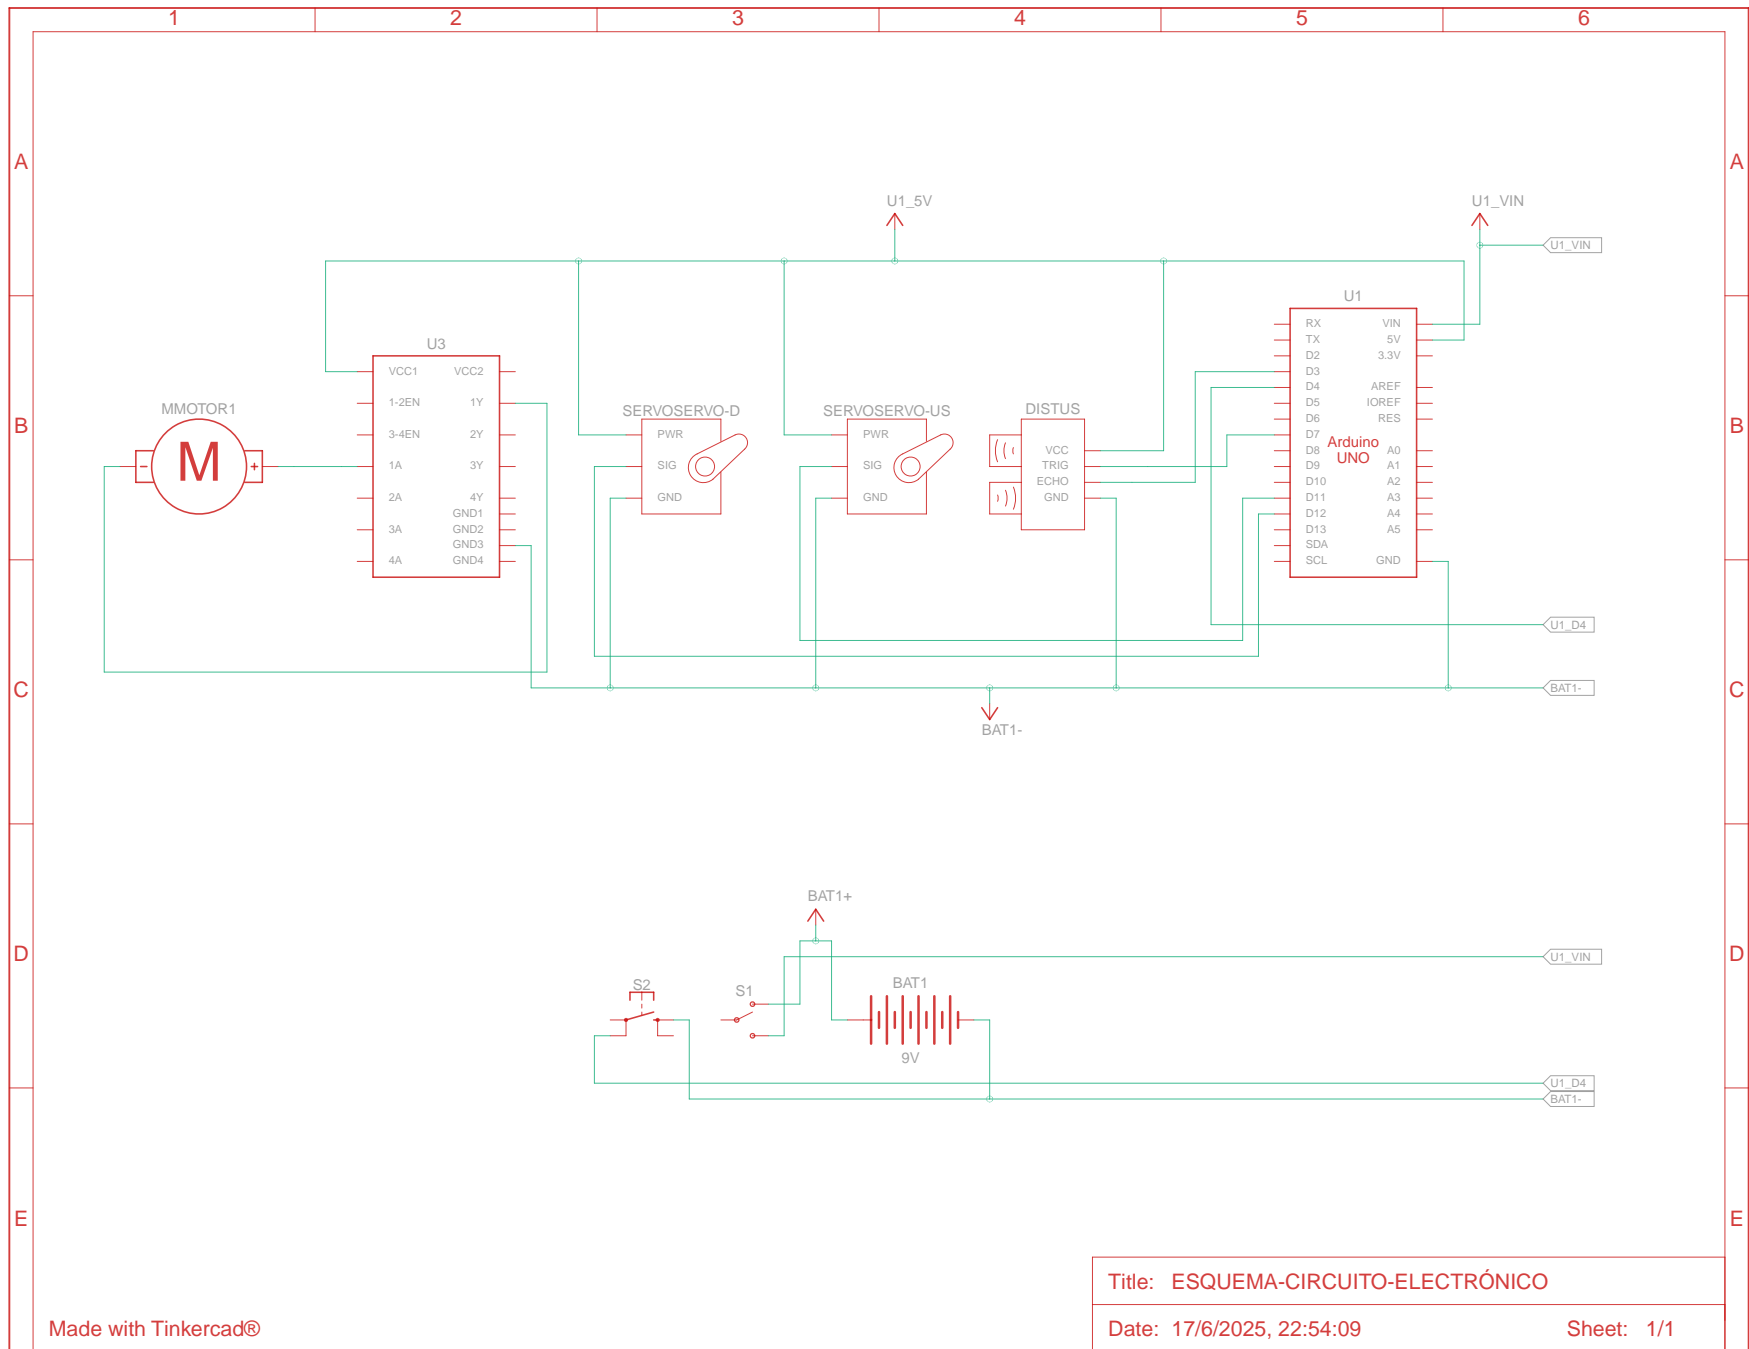 1 2 3 4 5 6
A A
U1_5V U1_VIN
U1_VIN
U1
RX VIN
TX 5V
D2 3.3V
D3
D4 AREF
D5 IOREF
D6 RES
D7
D8 A0
D9 A1
D10 A2
D11 A3
D12 A4
D13 A5
SDA
SCL GND
Arduino
UNO
U3
VCC1 VCC2
1-2EN 1Y
3-4EN 2Y
1A 3Y
2A 4Y
GND1
3A GND2
GND3
4A GND4
B B
MMOTOR1
- M +
SERVOSERVO-D
PWR
SIG
GND
SERVOSERVO-US
PWR
SIG
GND
DISTUS
VCC
TRIG
ECHO
GND
U1_D4
C C
BAT1-
BAT1-
BAT1+
D D
U1_VIN
S2 S1 BAT1
9V
U1_D4
BAT1-
E E
Title: ESQUEMA-CIRCUITO-ELECTRÓNICO
Made with Tinkercad®
Date: 17/6/2025, 22:54:09 Sheet: 1/1